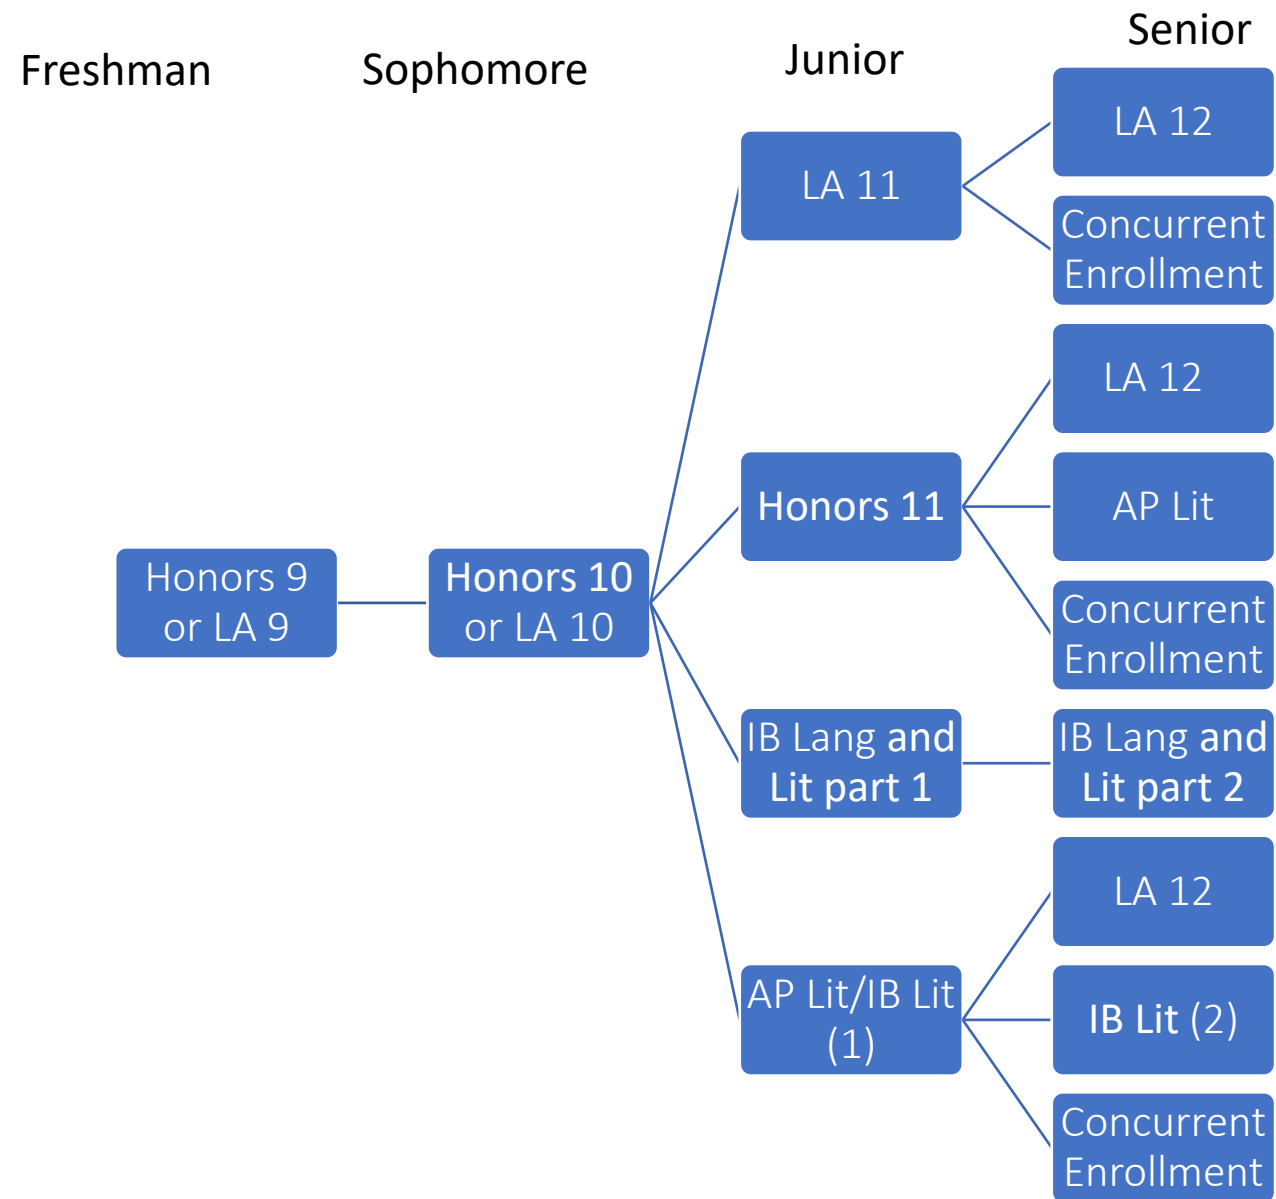 Freshman
Sophomore
Junior
Senior
Honors 9
or LA 9
Honors 10
or LA 10
LA 11
LA 12
Concurrent
Enrollment
Honors 11
LA 12
AP Lit
Concurrent
Enrollment
IB Lang and
Lit part 1
IB Lang and
Lit part 2
AP Lit/IB Lit
(1)
LA 12
IB Lit (2)
Concurrent
Enrollment